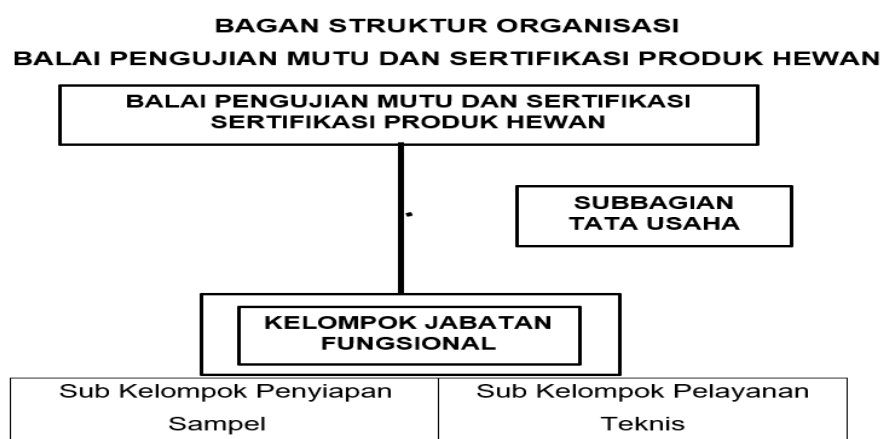 BAGAN STRUKTUR ORGANISASI
BALAI PENGUJIAN MUTU DAN SERTIFIKASI PRODUK HEWAN
BALAI PENGUJIAN MUTU DAN SERTIFIKASI
SERTIFIKASI PRODUK HEWAN
SUBBAGIAN
TATA USAHA
KELOMPOK JABATAN
FUNGSIONAL
Sub Kelompok Penyiapan
Sampel
Sub Kelompok Pelayanan
Teknis